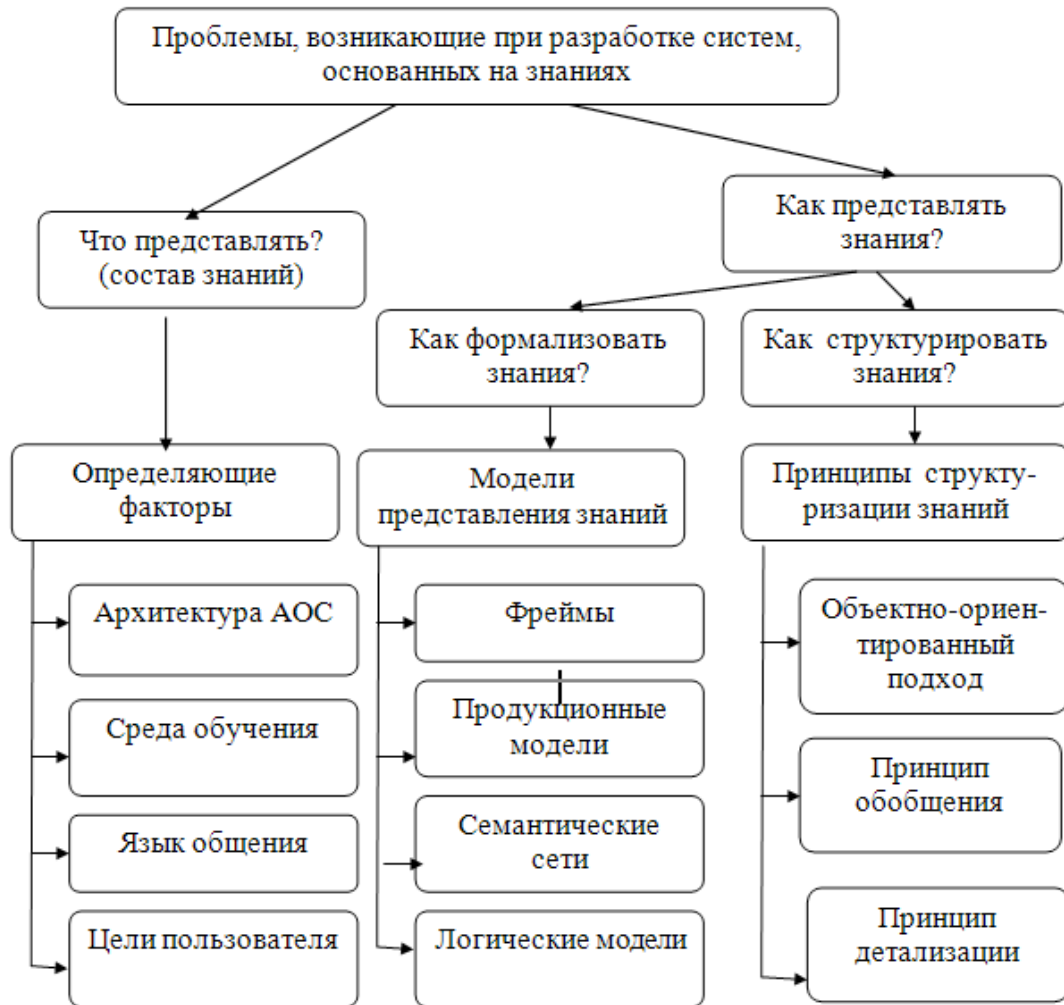 Проблемы, возникающие при разработке систем,
основанных на знаниях
Что представлять?
(состав знаний)
Как представлять
знания?
Как формализовать
знания?
Как структурировать
знания?
Определяющие
факторы
Модели
представления знаний
Принципы структу-
ризации знаний
Архитектура АОС
Среда обучения
Язык общения
Цели пользователя
Фреймы
Продукционные
модели
Семантические
сети
Логические модели
Объектно-ориен-
тированный
подход
Принцип
обобщения
Принцип
детализации